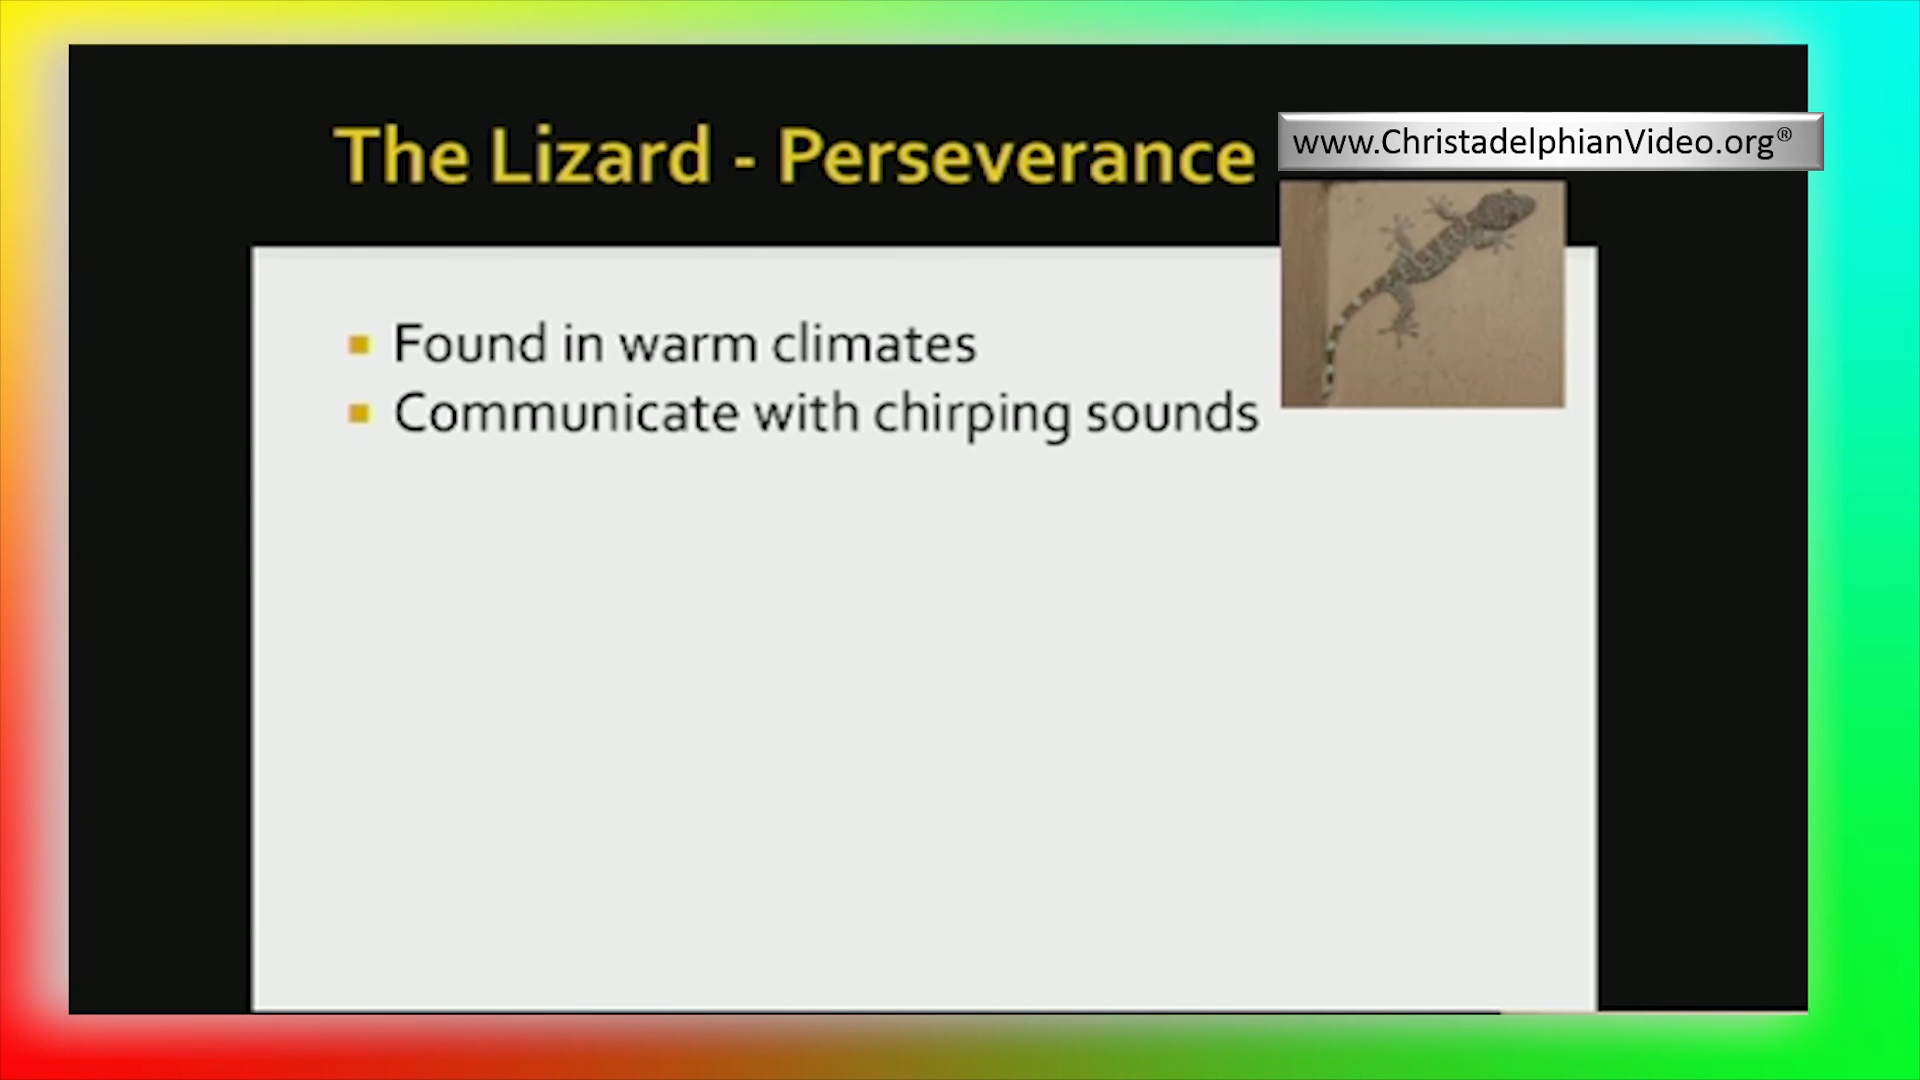 The Lizard - Perseverance
www.ChristadelphianVideo.org®
Found in warm climates
Communicate with chirping sounds